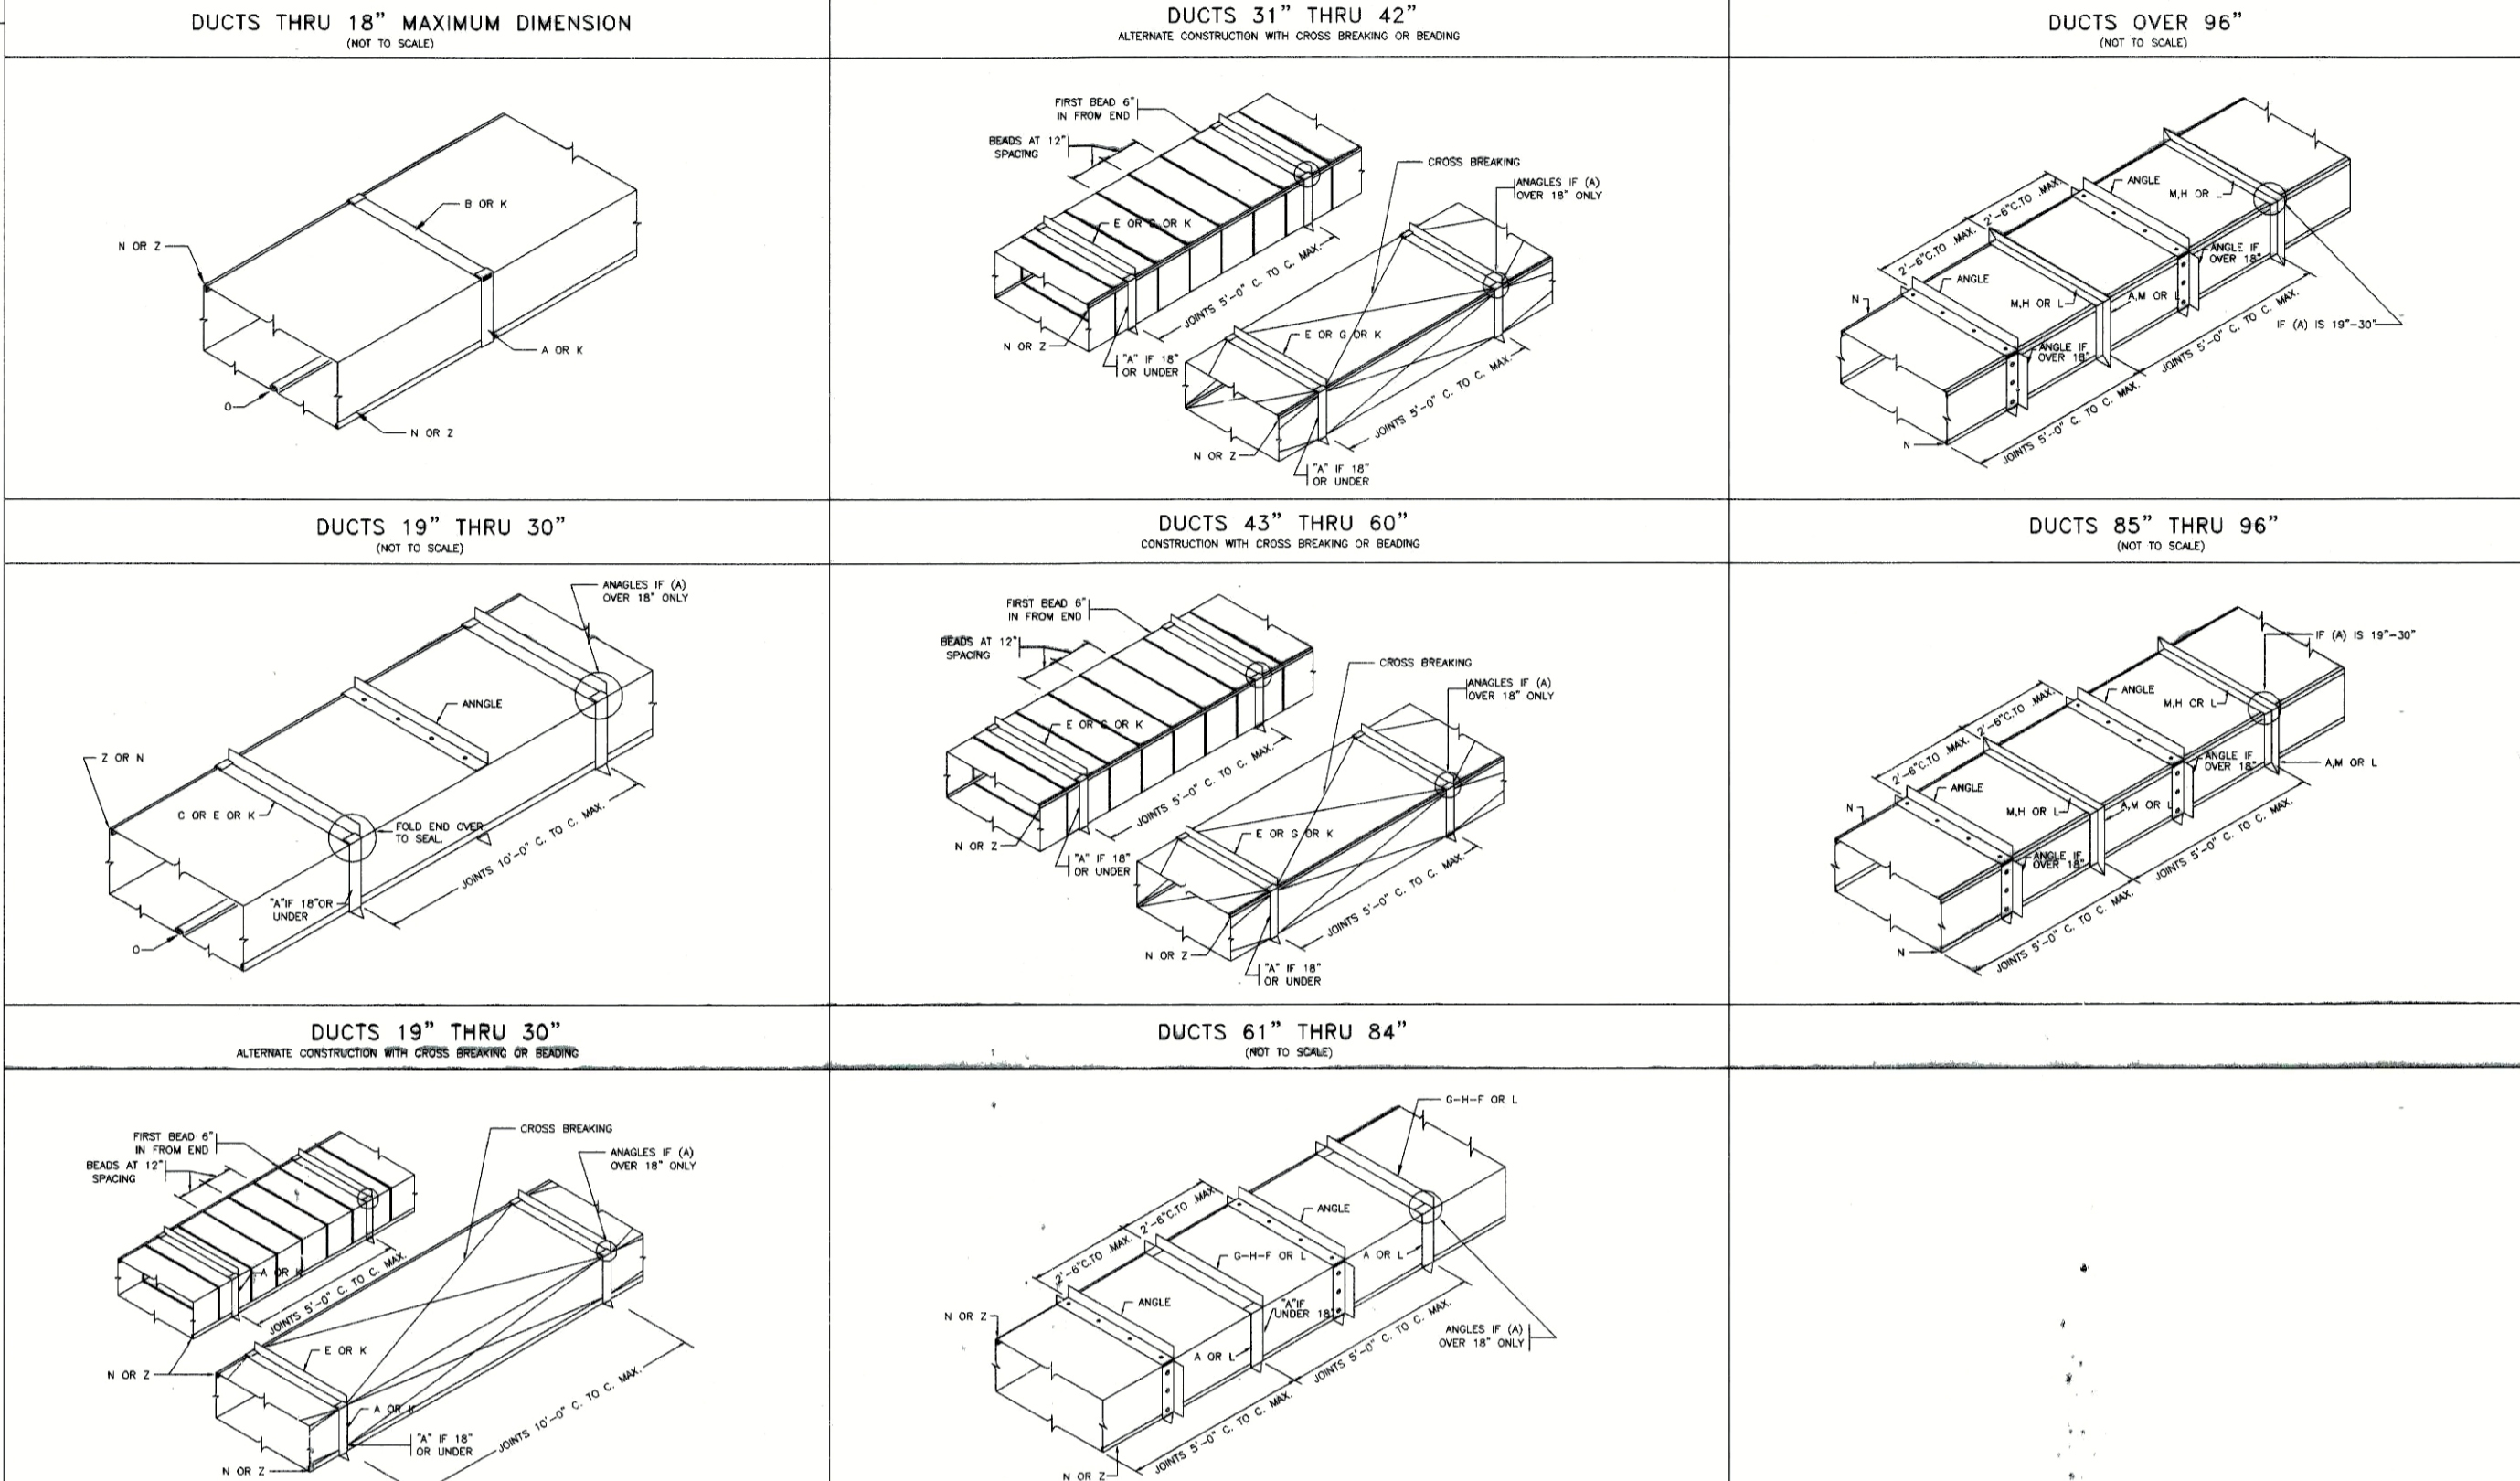 DUCTS THRU 18" MAXIMUM DIMENSION
(NOT TO SCALE)
B OR K
N OR Z
A OR K
O
N OR Z
DUCTS 31" THRU 42"
ALTERNATE CONSTRUCTION WITH CROSS BREAKING OR BEADING
FIRST BEAD 6"
IN FROM END
BEADS AT 12"
SPACING
CROSS BREAKING
ANAGLES IF (A)
OVER 18" ONLY
E OR G OR K
JOINTS 5'-0" C. TO C. MAX.
N OR Z
"A" IF 18"
OR UNDER
E OR G OR K
JOINTS 5'-0" C. TO C. MAX.
N OR Z
"A" IF 18"
OR UNDER
DUCTS OVER 96"
(NOT TO SCALE)
2'-6"C.TO .MAX.
2'-6"C.TO .MAX.
ANGLE
M,H OR L
ANGLE IF
OVER 18"
ANGLE
M,H OR L
A,M OR L
N
IF (A) IS 19"-30"
ANGLE IF
OVER 18"
JOINTS 5'-0" C. TO C. MAX.
JOINTS 5'-0" C. TO C. MAX.
N
DUCTS 19" THRU 30"
(NOT TO SCALE)
ANAGLES IF (A)
OVER 18" ONLY
ANNGLE
Z OR N
C OR E OR K
FOLD END OVER
TO SEAL.
JOINTS 10'-0" C. TO C. MAX.
"A"IF 18"OR
UNDER
O
DUCTS 43" THRU 60"
CONSTRUCTION WITH CROSS BREAKING OR BEADING
FIRST BEAD 6"
IN FROM END
BEADS AT 12"
SPACING
CROSS BREAKING
ANAGLES IF (A)
OVER 18" ONLY
E OR G OR K
JOINTS 5'-0" C. TO C. MAX.
N OR Z
"A" IF 18"
OR UNDER
E OR G OR K
JOINTS 5'-0" C. TO C. MAX.
N OR Z
"A" IF 18"
OR UNDER
DUCTS 85" THRU 96"
(NOT TO SCALE)
IF (A) IS 19"-30"
2'-6"C.TO .MAX.
2'-6"C.TO .MAX.
ANGLE
M,H OR L
ANGLE IF
OVER 18"
A,M OR L
ANGLE
M,H OR L
A,M OR L
N
ANGLE IF
OVER 18"
JOINTS 5'-0" C. TO C. MAX.
JOINTS 5'-0" C. TO C. MAX.
N
DUCTS 19" THRU 30"
ALTERNATE CONSTRUCTION WITH CROSS BREAKING OR BEADING
FIRST BEAD 6"
IN FROM END
BEADS AT 12"
SPACING
CROSS BREAKING
ANAGLES IF (A)
OVER 18" ONLY
A OR K
JOINTS 5'-0" C. TO C. MAX.
E OR K
N OR Z
A OR K
"A" IF 18"
OR UNDER
JOINTS 10'-0" C. TO C. MAX.
N OR Z
DUCTS 61" THRU 84"
(NOT TO SCALE)
G-H-F OR L
2'-6"C.TO .MAX.
2'-6"C.TO .MAX.
ANGLE
G-H-F OR L
A OR L
ANGLE
"A"IF
UNDER 18"
N OR Z
A OR L
ANGLES IF (A)
OVER 18" ONLY
JOINTS 5'-0" C. TO C. MAX.
JOINTS 5'-0" C. TO C. MAX.
N OR Z